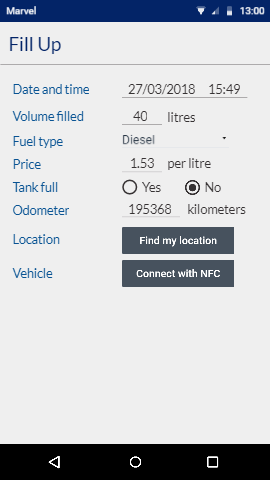 Marvel 13:00
Fill Up
Date and time 27/03/2018 15:49
Volume filled 40 litres
Fuel type Diesel
Price 1.53 per litre
Tank full Yes No
Odometer 195368 kilometers
Location Find my location
Vehicle Connect with NFC